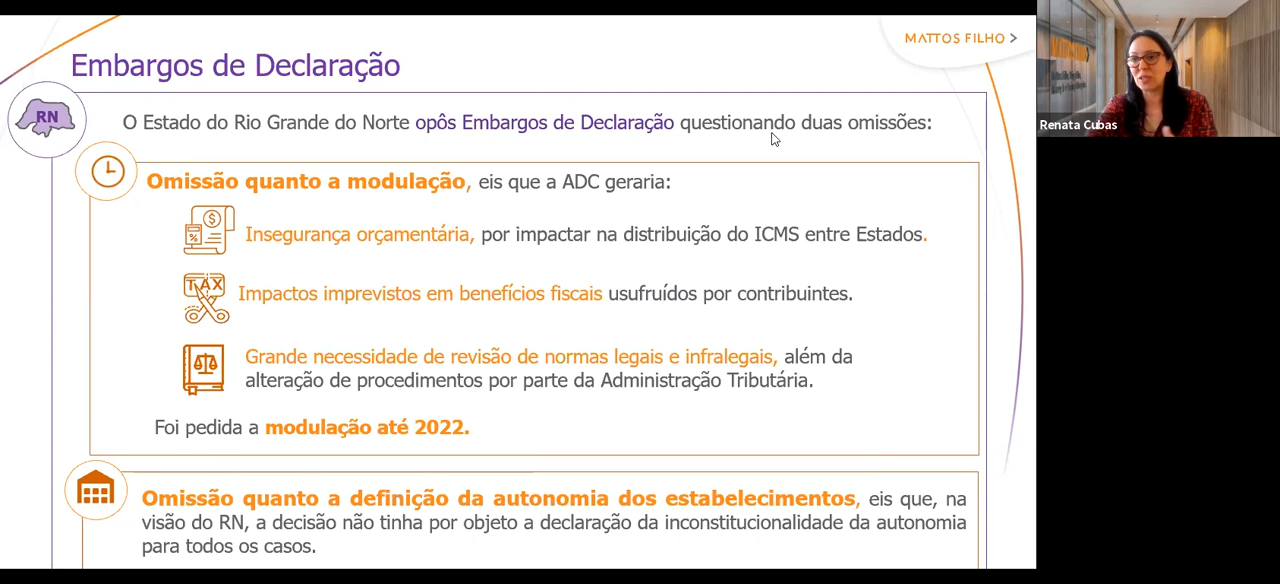 MATTOS FILHO >
Embargos de Declaração
RN
O Estado do Rio Grande do Norte opôs Embargos de Declaração questionando duas omissões:
Omissão quanto a modulação, eis que a ADC geraria:
$
%
Insegurança orçamentária, por impactar na distribuição do ICMS entre Estados.
TAX
Impactos imprevistos em benefícios fiscais usufruídos por contribuintes.
Grande necessidade de revisão de normas legais e infralegais, além da
alteração de procedimentos por parte da Administração Tributária.
Foi pedida a modulação até 2022.
Omissão quanto a definição da autonomia dos estabelecimentos, eis que, na
visão do RN, a decisão não tinha por objeto a declaração da inconstitucionalidade da autonomia
para todos os casos.
Renata Cubas